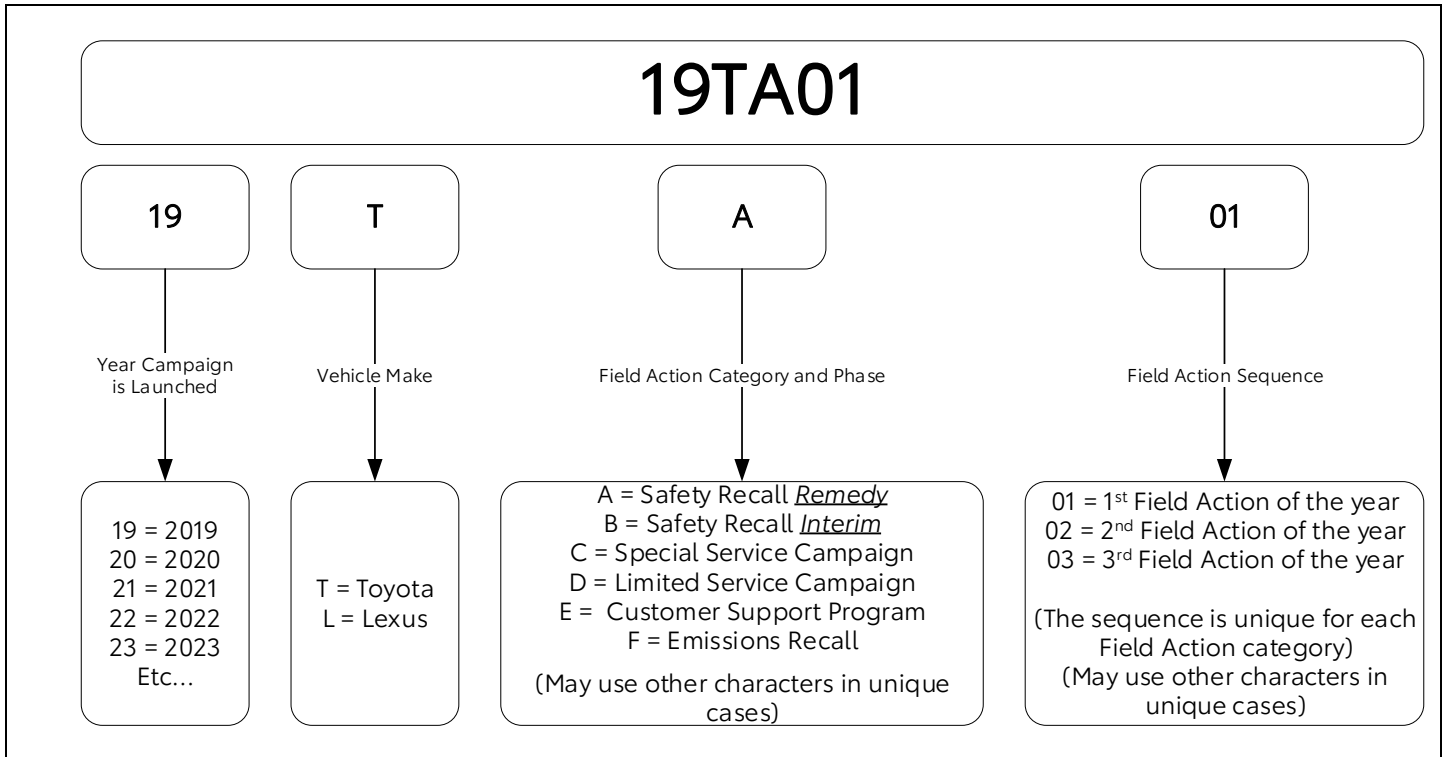 19TA01
19
T
A
01
Year Campaign
is Launched
Vehicle Make
Field Action Category and Phase
Field Action Sequence
19 = 2019
20 = 2020
21 = 2021
22 = 2022
23 = 2023
Etc...
T = Toyota
L = Lexus
A = Safety Recall Remedy
B = Safety Recall Interim
C = Special Service Campaign
D = Limited Service Campaign
E =  Customer Support Program
F = Emissions Recall
(May use other characters in unique
cases)
01 = 1st Field Action of the year
02 = 2nd Field Action of the year
03 = 3rd Field Action of the year
(The sequence is unique for each
Field Action category)
(May use other characters in
unique cases)